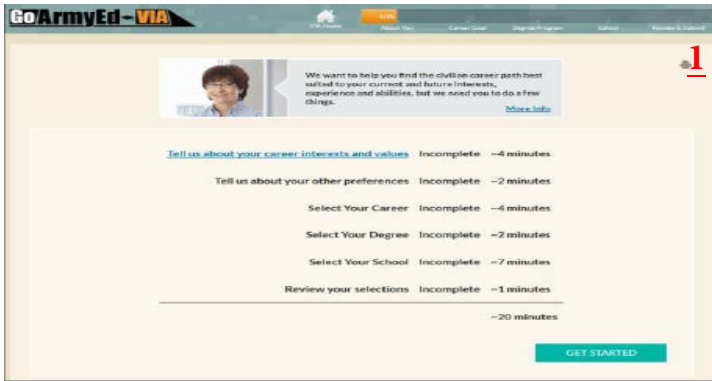 GoArmyEd-VIA
VIA Home
10%
About You
Career Goal
Degree Program
School
Review & Submit
1
We want to help you find the civilian career path best
suited to your current and future interests,
experience and abilities, but we need you to do a few
things.
More Info
Tell us about your career interests and values Incomplete ~4 minutes
Tell us about your other preferences Incomplete ~2 minutes
Select Your Career Incomplete ~4 minutes
Select Your Degree Incomplete ~2 minutes
Select Your School Incomplete ~7 minutes
Review your selections Incomplete ~1 minutes
~20 minutes
GET STARTED